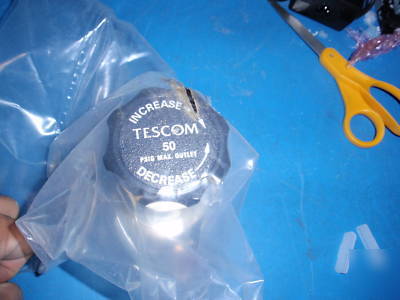 INCREASE
TESCOM
50
PSIG MAX. OUTLET
DECREASE